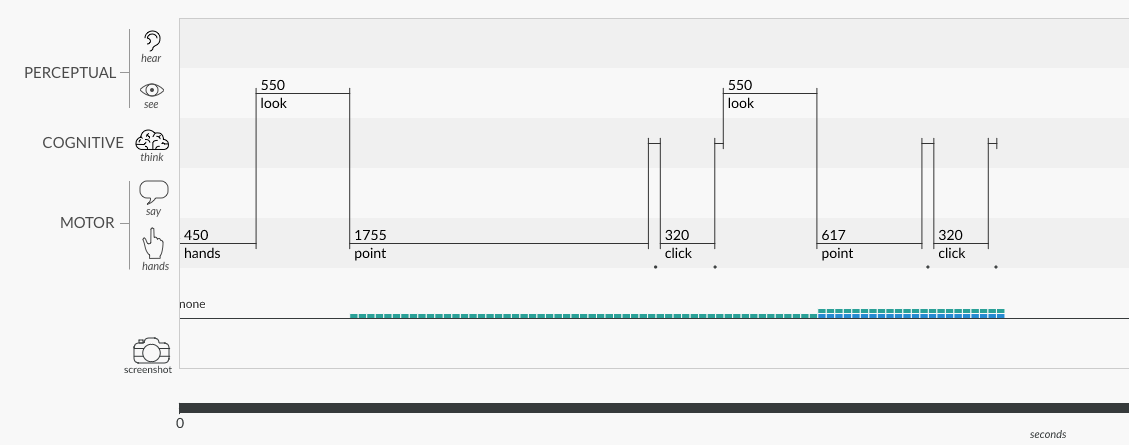 hear
PERCEPTUAL
see
COGNITIVE
think
say
MOTOR
hands
550
look
550
look
450
hands
1755
point
320
click
617
point
320
click
none
screenshot
0
seconds